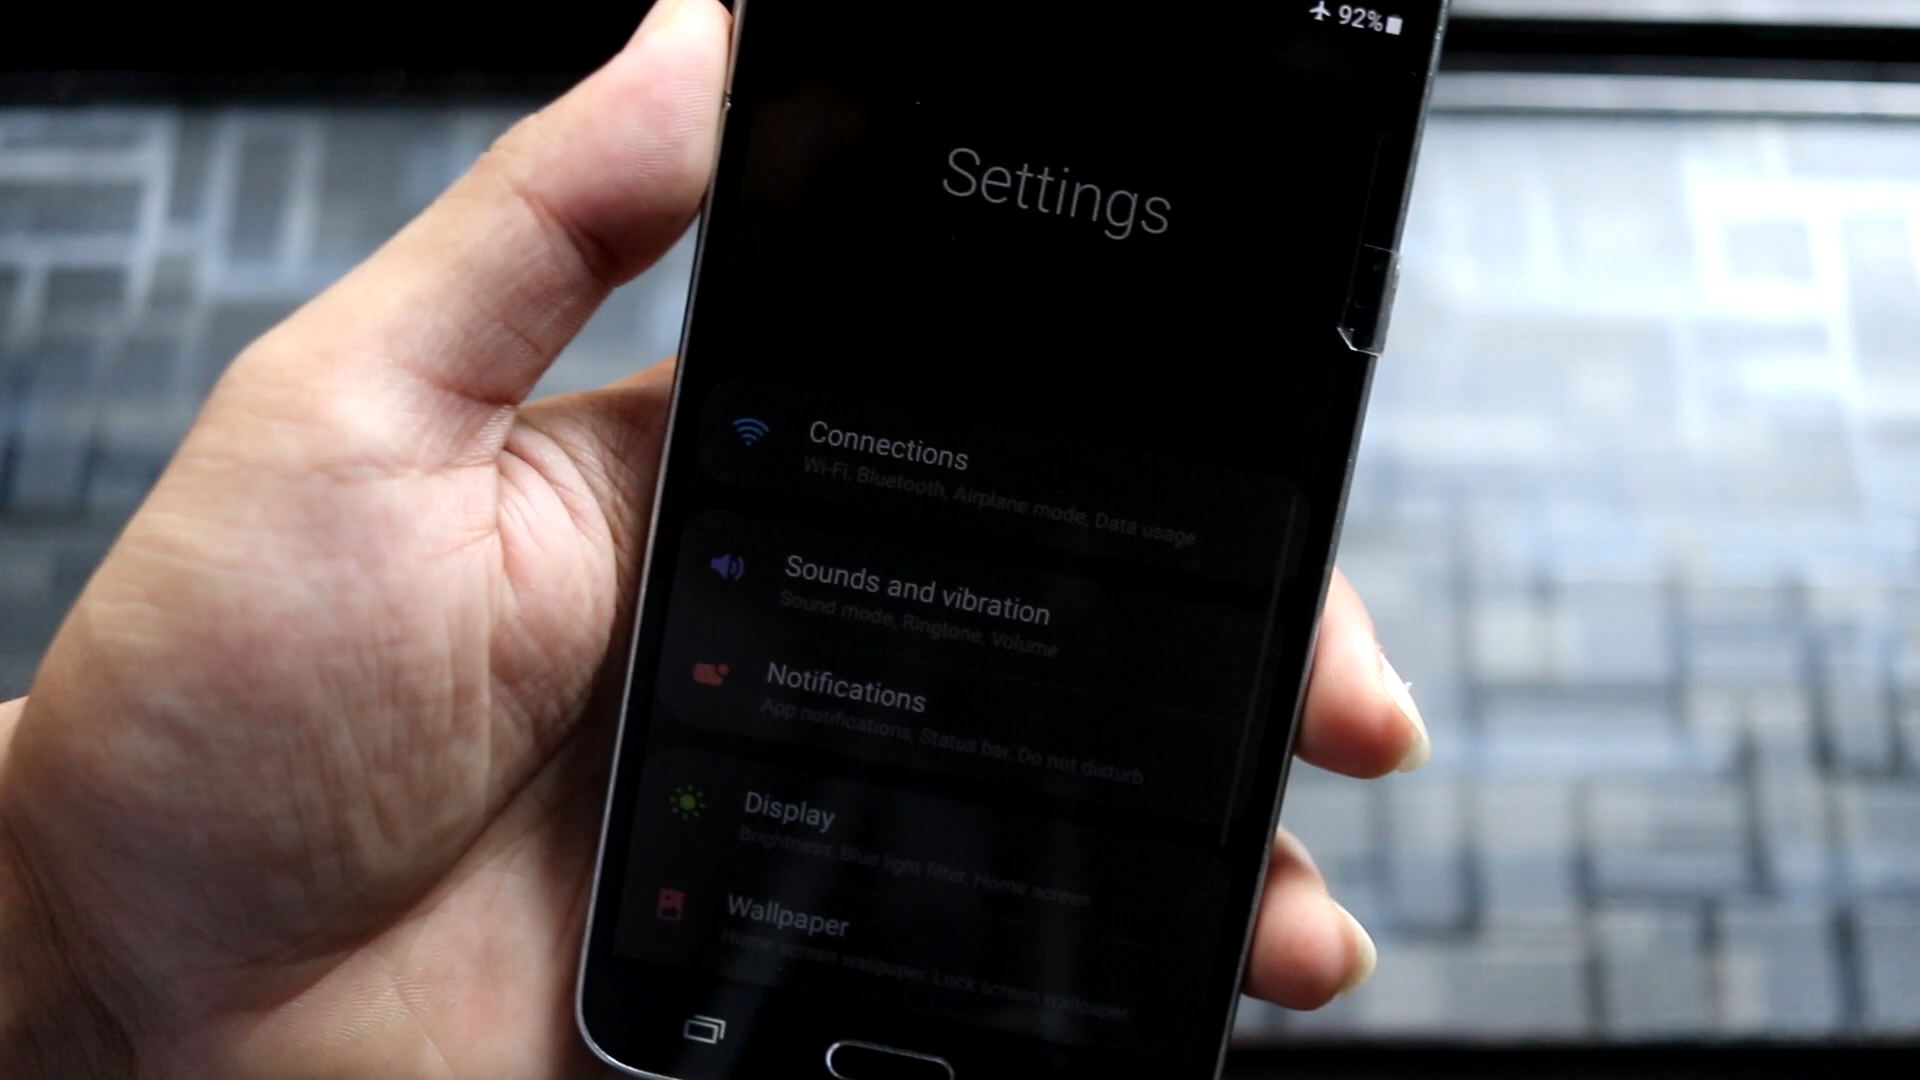 92%
Settings
Connections
Wi-Fi, Bluetooth, Airplane mode, Data usage
Sounds and vibration
Sound mode, Ringtone, Volume
Notifications
App notifications, Status bar, Do not disturb
Display
Brightness, Blue light filter, Home screen
Wallpaper
Home screen wallpaper, Lock screen wallpaper